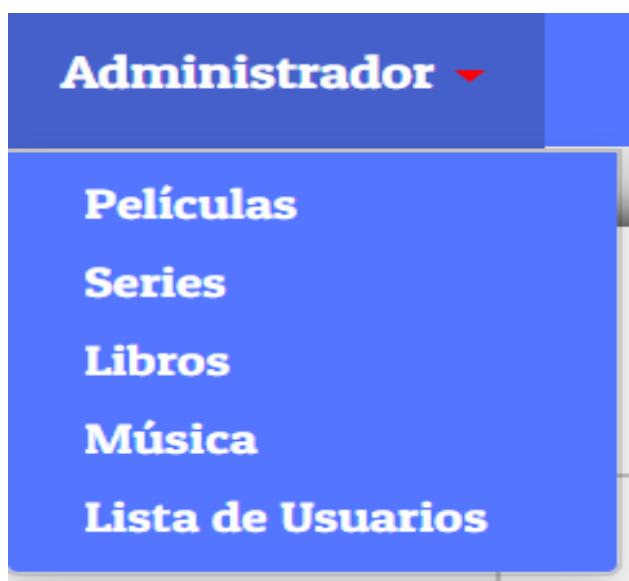 Administrador
Películas
Series
Libros
Música
Lista de Usuarios